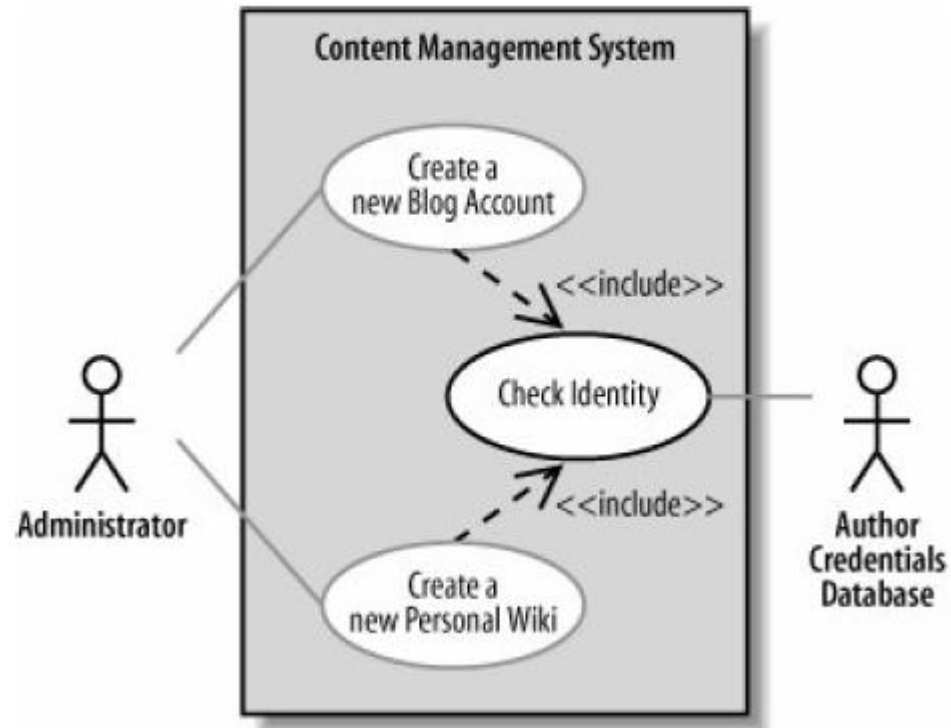 Content Management System
Create a
new Blog Account
<<include>>
Check Identity
<<include>>
Administrator
Author
Credentials
Database
Create a
new Personal Wiki